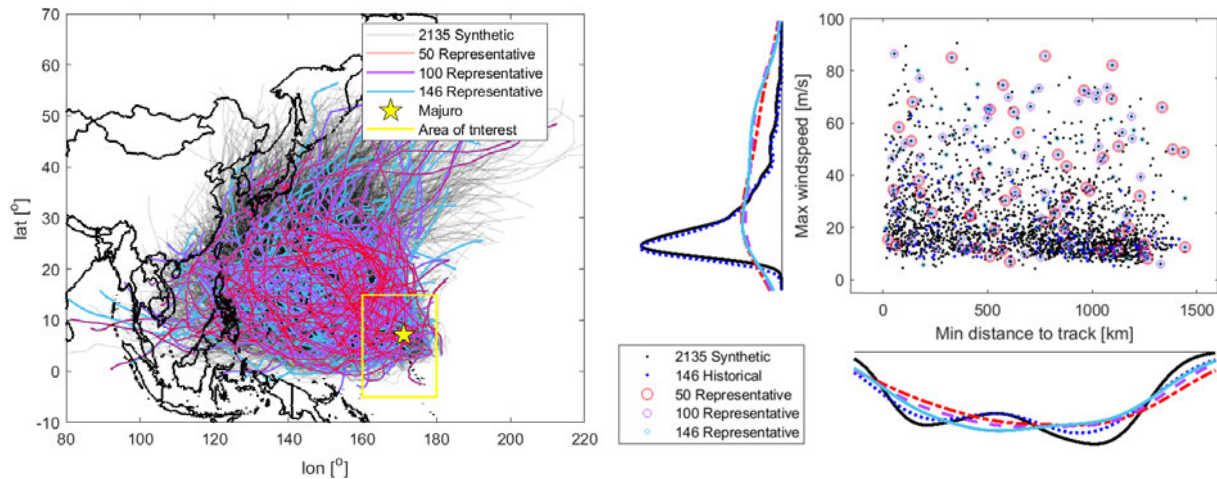 70
60
50
40
30
20
10
0
-10
lat [o]
80
100
120
140
160
180
200
220
lon [o]
2135 Synthetic
50 Representative
100 Representative
146 Representative
Majuro
Area of Interest
100
80
60
40
20
0
Max windspeed [m/s]
0
500
1000
1500
Min distance to track [km]
2135 Synthetic
146 Historical
50 Representative
100 Representative
146 Representative